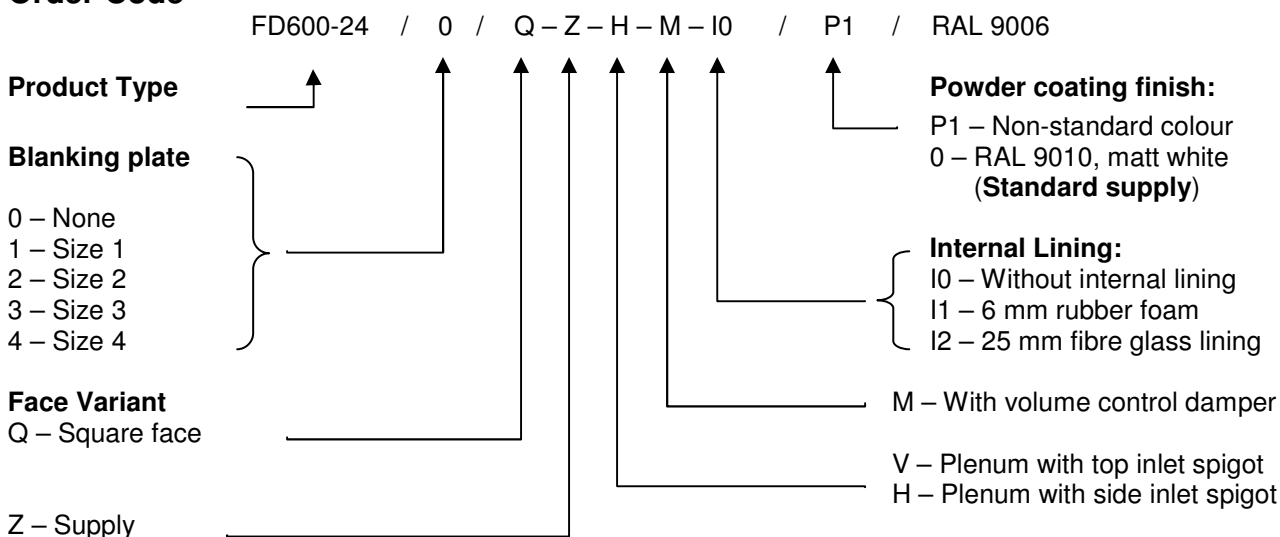 FD600-24 / 0 / Q – Z – H – M – I0 / P1 / RAL 9006
Product Type
Blanking plate
0 – None
1 – Size 1
2 – Size 2
3 – Size 3
4 – Size 4
Face Variant
Q – Square face
Z – Supply
Powder coating finish:
P1 – Non-standard colour
0 – RAL 9010, matt white
(Standard supply)
Internal Lining:
I0 – Without internal lining
I1 – 6 mm rubber foam
I2 – 25 mm fibre glass lining
M – With volume control damper
V – Plenum with top inlet spigot
H – Plenum with side inlet spigot